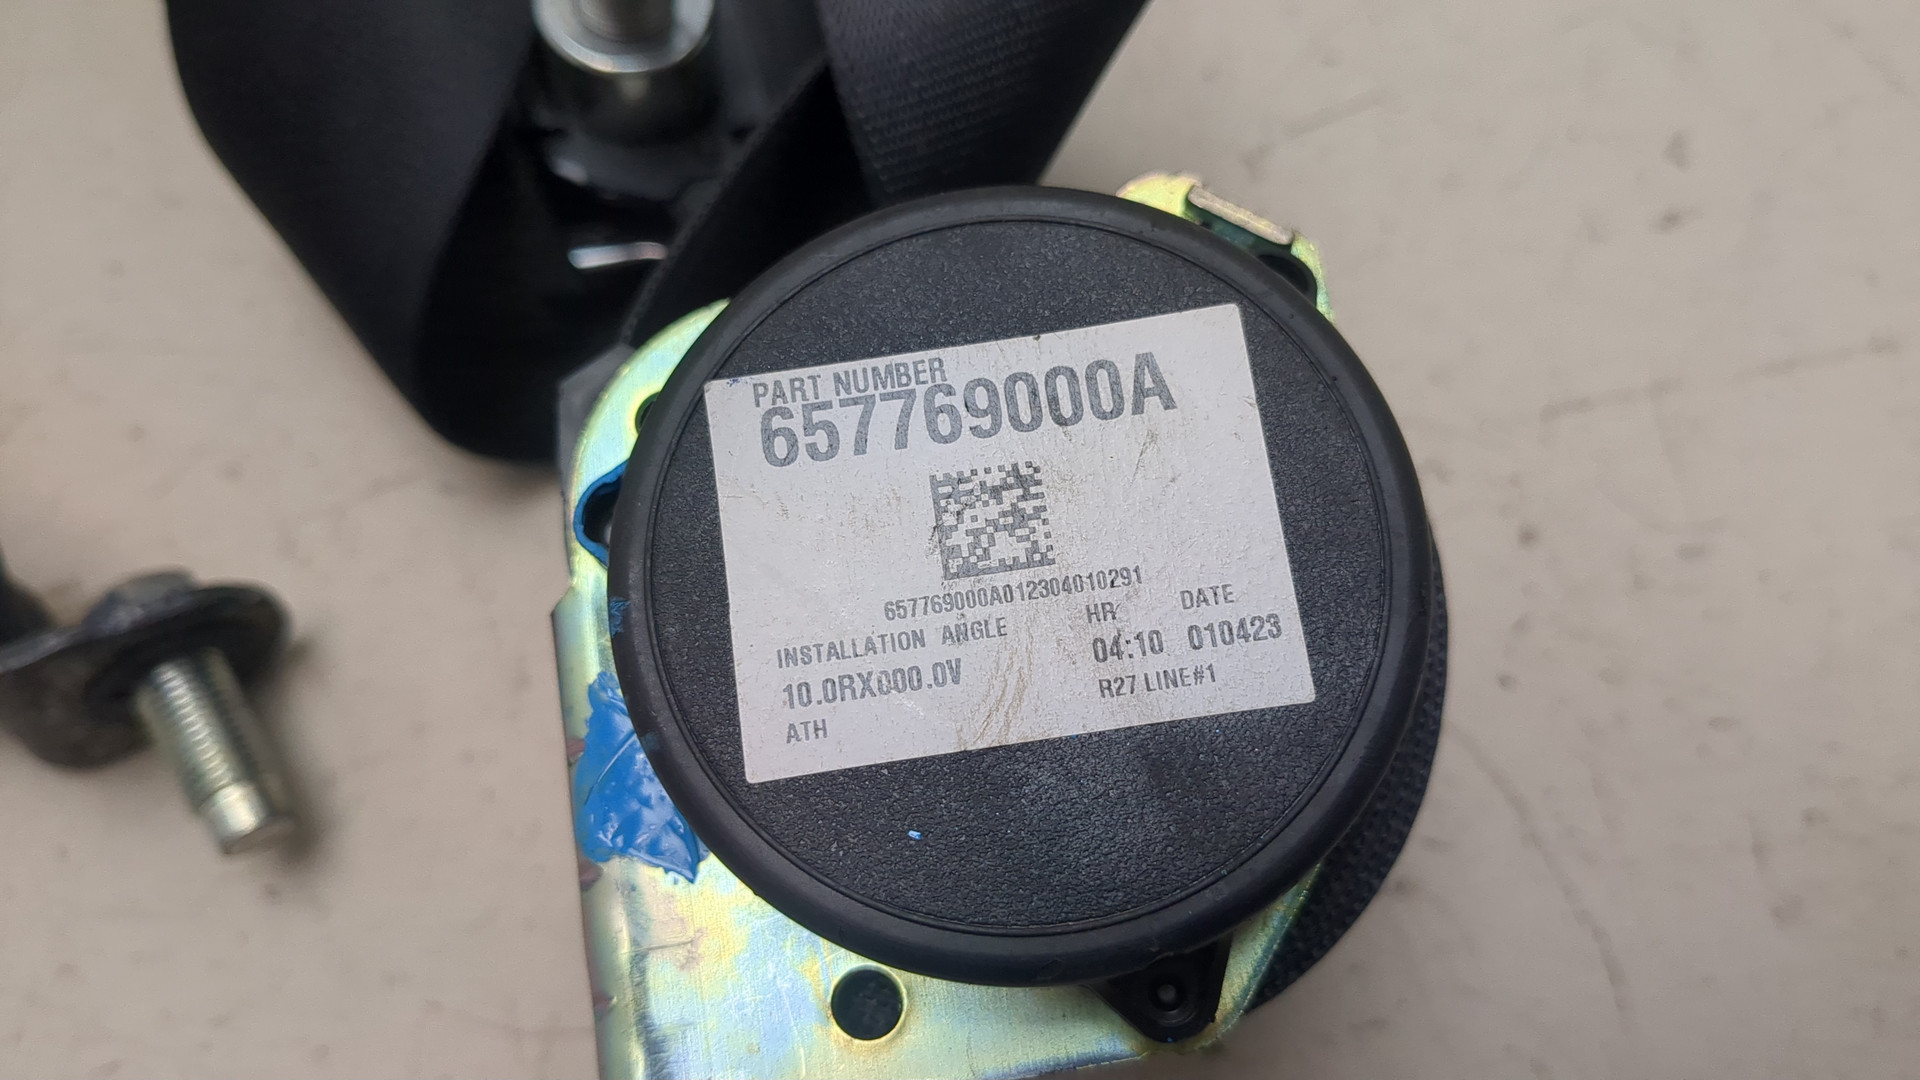 PART NUMBER
657769000A
657769000A012304010291
INSTALLATION ANGLE HR DATE
10.0RX000.0V 04:10 010423
ATH R27 LINE#1